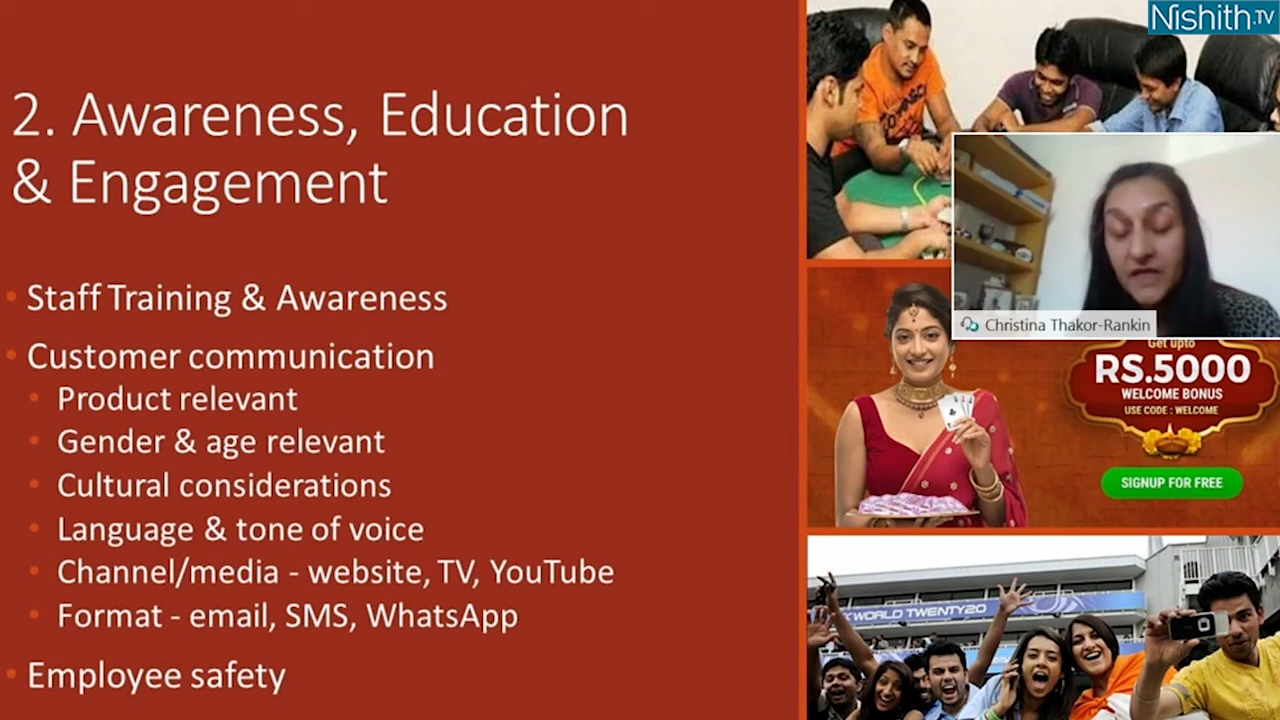 Nishith.TV
2. Awareness, Education
& Engagement
• Staff Training & Awareness
• Customer communication
• Product relevant
• Gender & age relevant
• Cultural considerations
• Language & tone of voice
• Channel/media - website, TV, YouTube
• Format - email, SMS, WhatsApp
• Employee safety
Christina Thakor-Rankin
Get upto
RS.5000
WELCOME BONUS
USE CODE : WELCOME
SIGNUP FOR FREE
WORLD TWENTY20